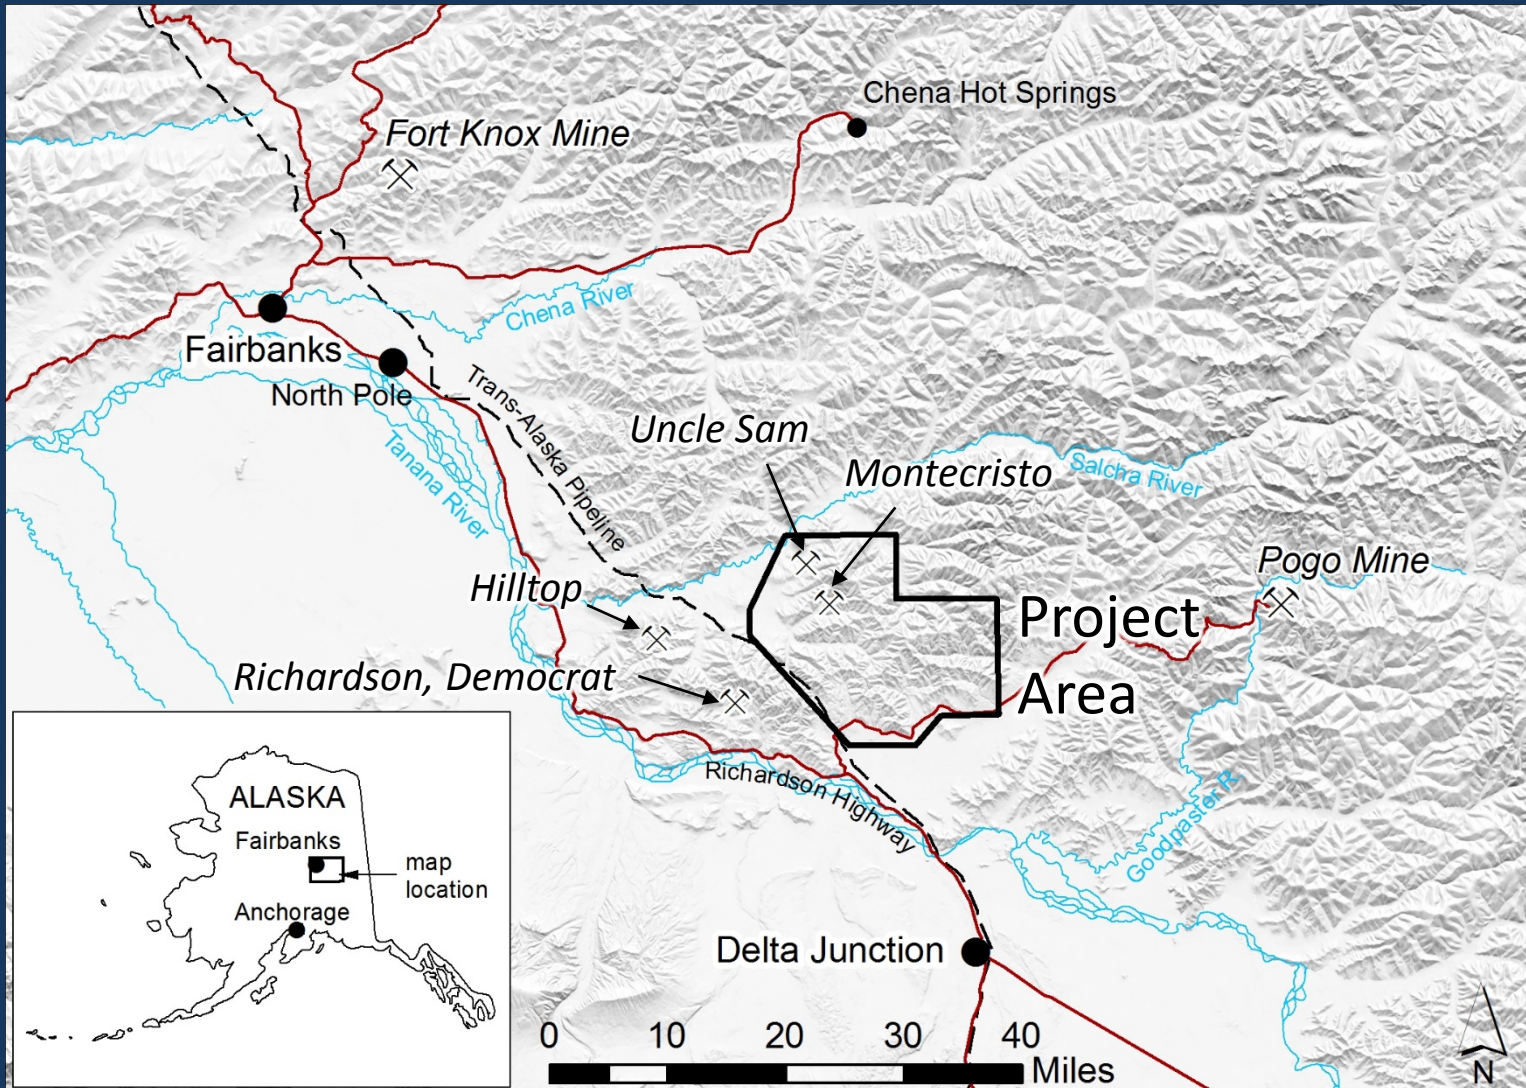 Chena Hot Springs
Fort Knox Mine
Chena River
Fairbanks
North Pole
Trans-Alaska Pipeline
Tanana River
Uncle Sam
Montecristo
Salcha River
Pogo Mine
Hilltop
Project
Area
Richardson, Democrat
Richardson Highway
Goodpaster R.
ALASKA
Fairbanks
map
location
Anchorage
Delta Junction
0 10 20 30 40
Miles
N